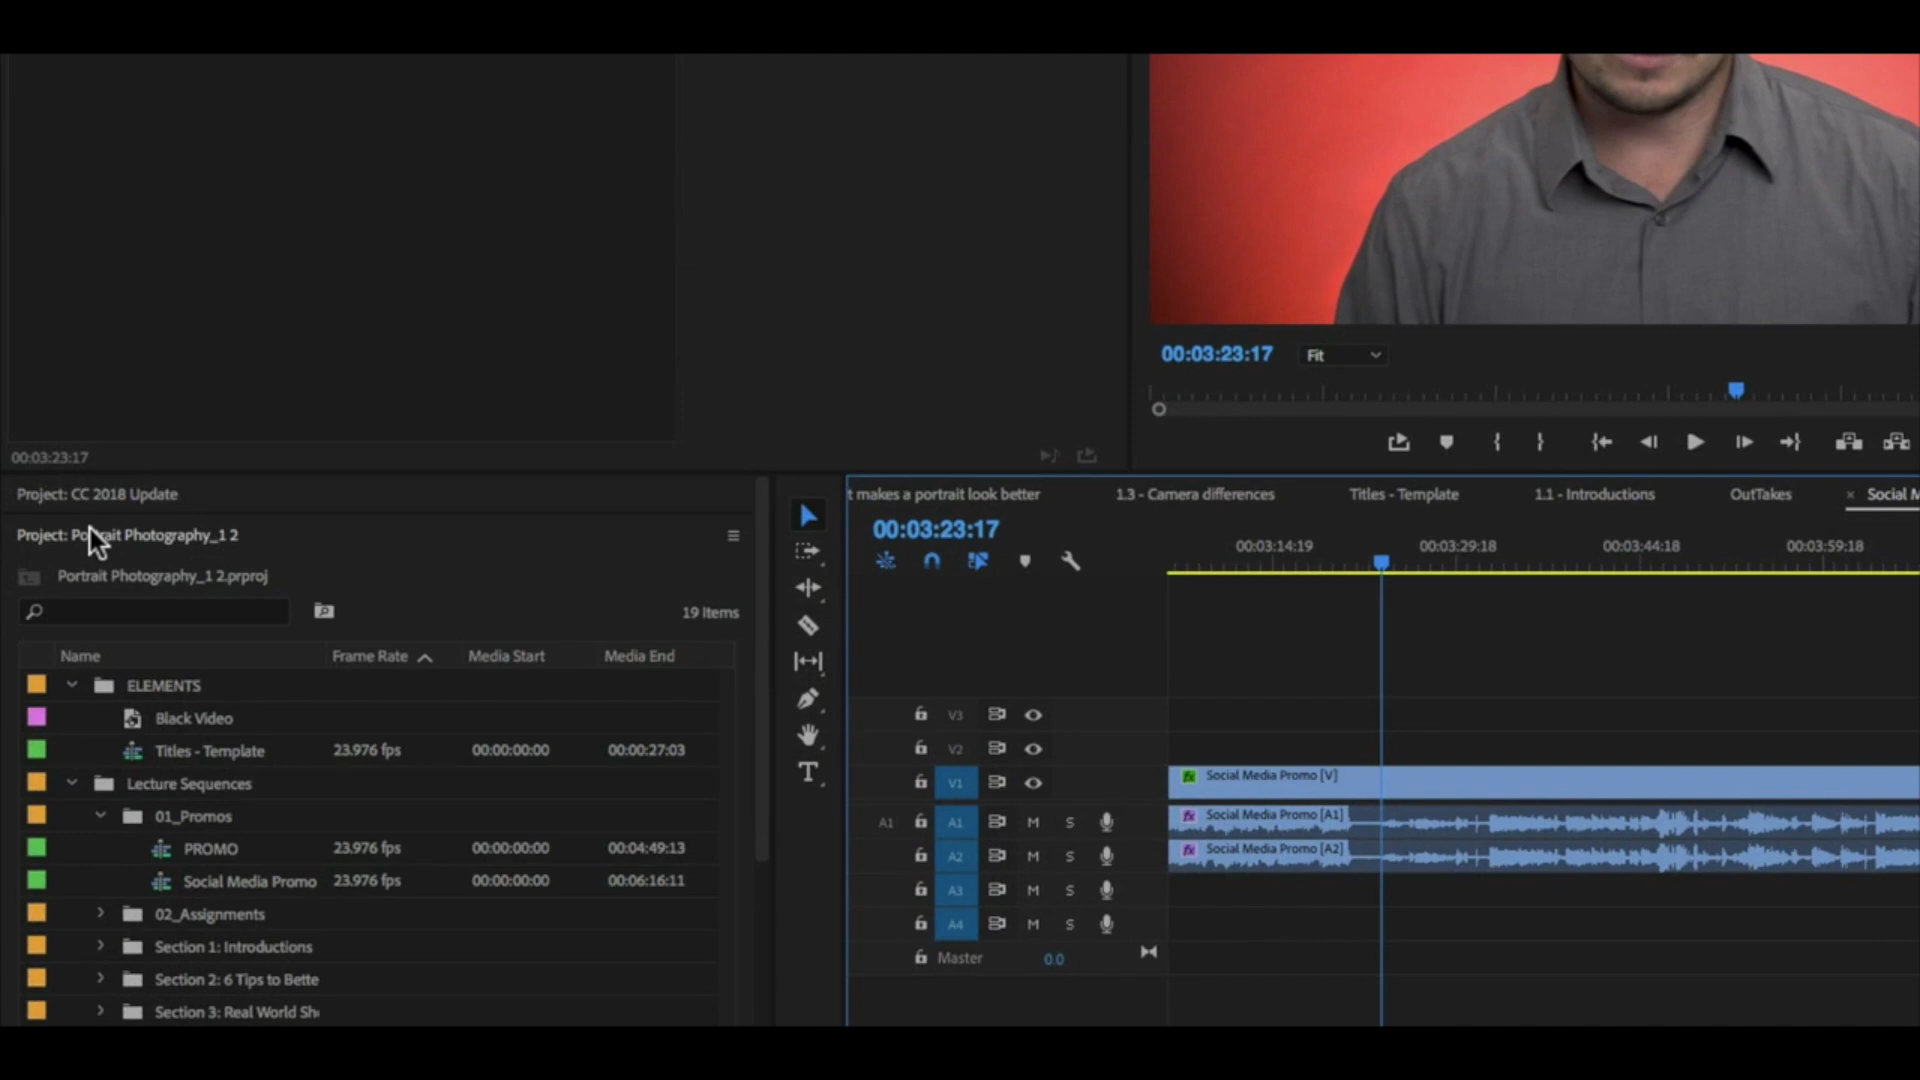 00:03:23:17
Fit
00:03:23:17
Project: CC 2018 Update
Project: Portrait Photography_1 2
Portrait Photography_1 2.prproj
19 Items
Name Frame Rate Media Start Media End
ELEMENTS
Black Video
Titles - Template 23.976 fps 00:00:00:00 00:00:27:03
Lecture Sequences
01_Promos
PROMO 23.976 fps 00:00:00:00 00:04:49:13
Social Media Promo 23.976 fps 00:00:00:00 00:06:16:11
02_Assignments
Section 1: Introductions
Section 2: 6 Tips to Bette
Section 3: Real World Sh
t makes a portrait look better 1.3 - Camera differences Titles - Template 1.1 - Introductions OutTakes × Social M
00:03:23:17
00:03:14:19 00:03:29:18 00:03:44:18 00:03:59:18
V3
V2
V1 fx Social Media Promo [V]
A1 A1 M S fx Social Media Promo [A1]
A2 M S fx Social Media Promo [A2]
A3 M S
A4 M S
Master 0.0